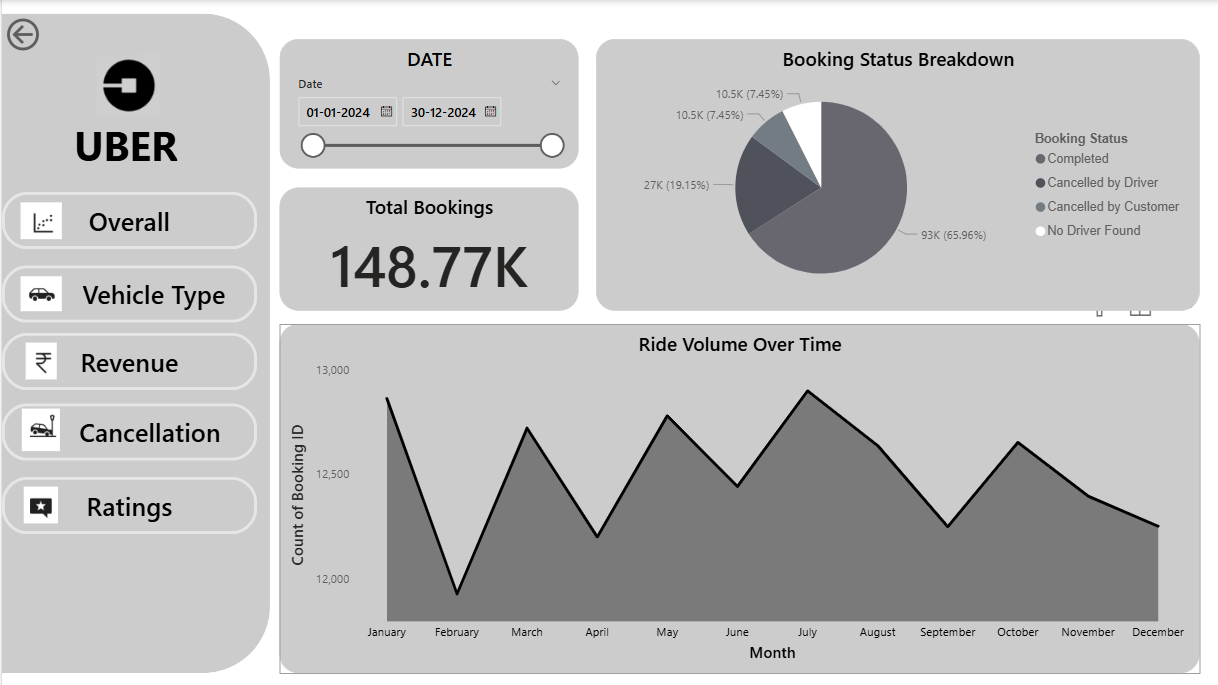 UBER
Overall
Vehicle Type
Revenue
Cancellation
Ratings
DATE
Date
01-01-2024
30-12-2024
Total Bookings
148.77K
Booking Status Breakdown
10.5K (7.45%)
10.5K (7.45%)
27K (19.15%)
93K (65.96%)
Booking Status
Completed
Cancelled by Driver
Cancelled by Customer
No Driver Found
Ride Volume Over Time
Count of Booking ID
13,000
12,500
12,000
January February March April May June July August September October November December
Month